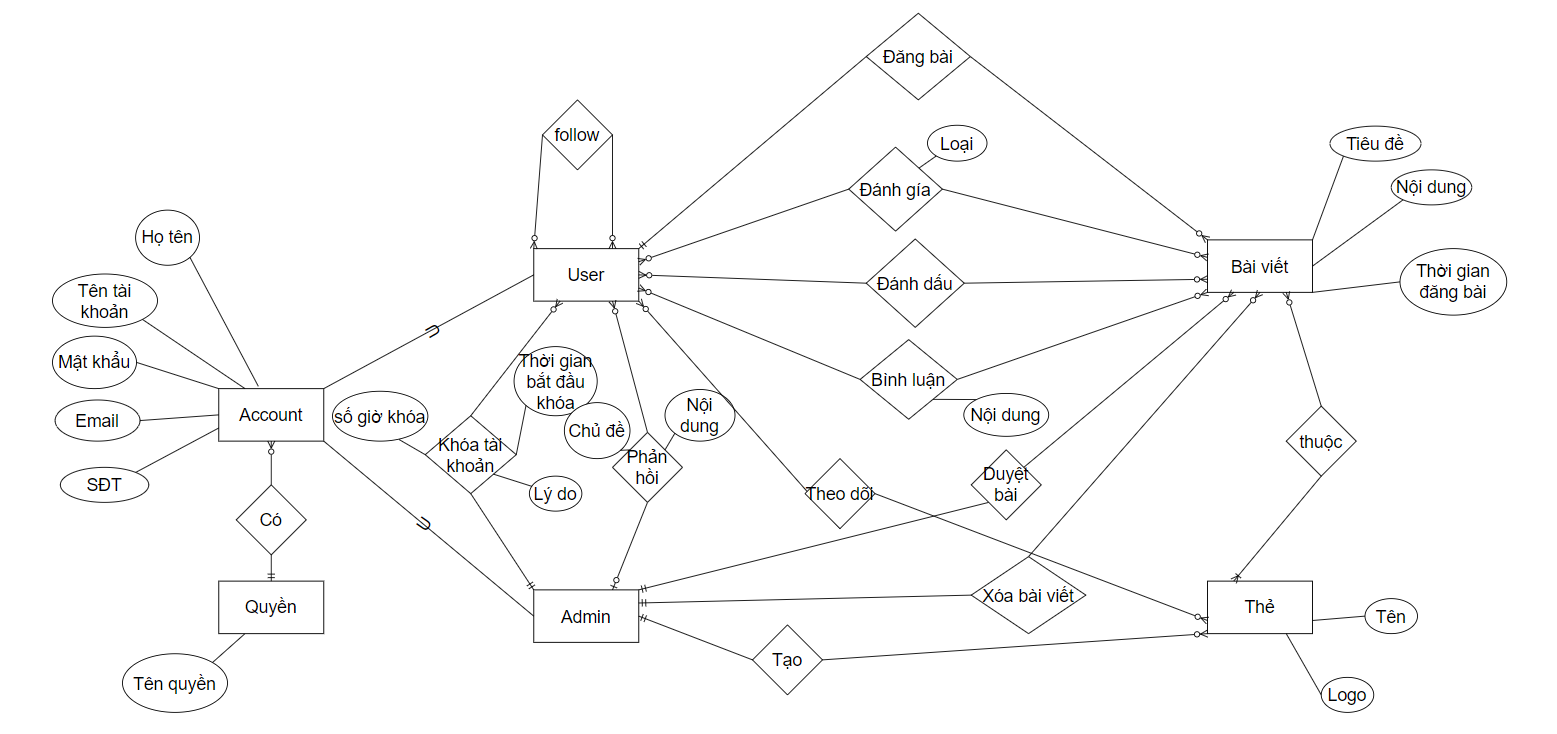 Đăng bài
follow
Loại
Tiêu đề
Đánh gía
Nội dung
Họ tên
User
Bài viết
Thời gian
đăng bài
Đánh dấu
Tên tài
khoản
Mật khẩu
Thời gian
bắt đầu
khóa
Bình luận
Email
Account
số giờ khóa
Chủ đề
Nội
dung
Nội dung
thuộc
Khóa tài
khoản
Phản
hồi
SĐT
Lý do
Theo dõi
Duyệt
bài
Có
Quyền
Admin
Xóa bài viết
Thẻ
Tên
Tạo
Tên quyền
Logo